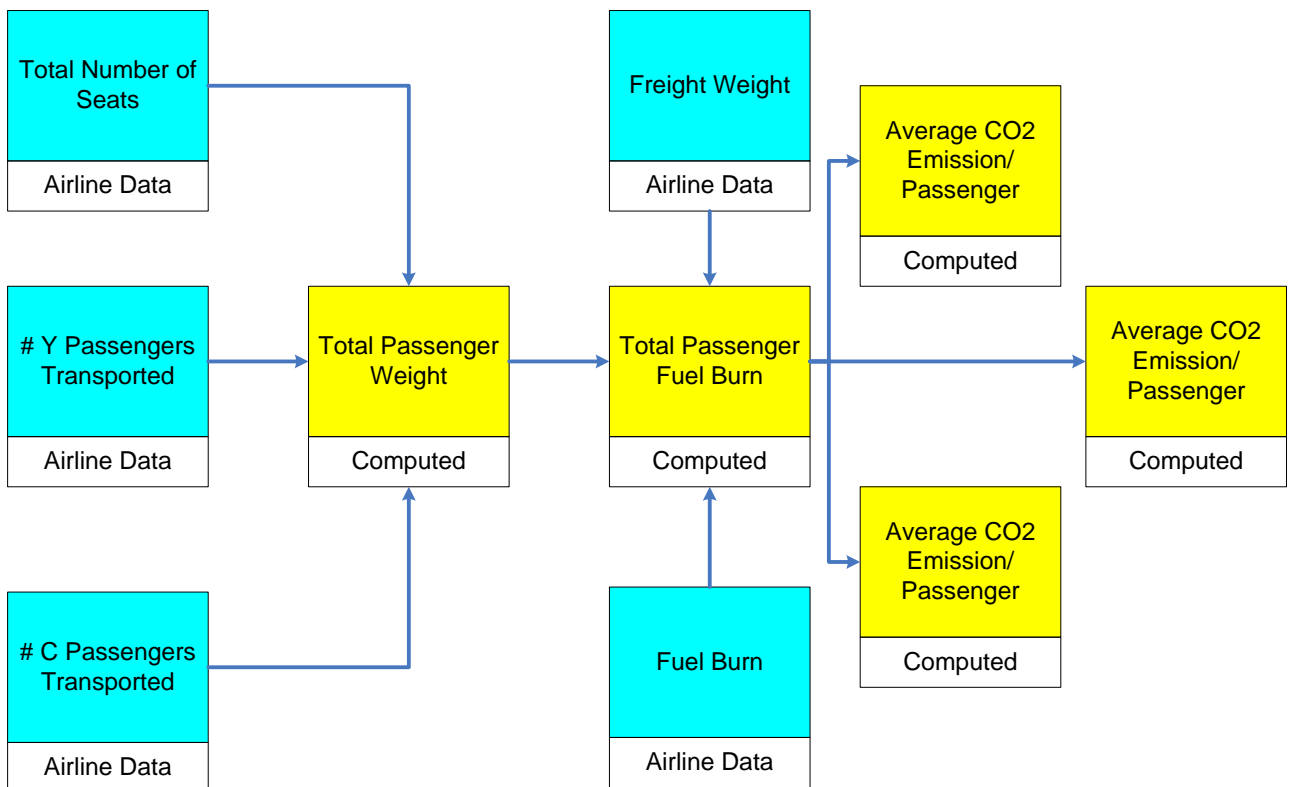 Total Number of
Seats
Airline Data
Freight Weight
Airline Data
Average CO2
Emission/
Passenger
Computed
# Y Passengers
Transported
Airline Data
Total Passenger
Weight
Computed
Total Passenger
Fuel Burn
Computed
Average CO2
Emission/
Passenger
Computed
Average CO2
Emission/
Passenger
Computed
# C Passengers
Transported
Airline Data
Fuel Burn
Airline Data